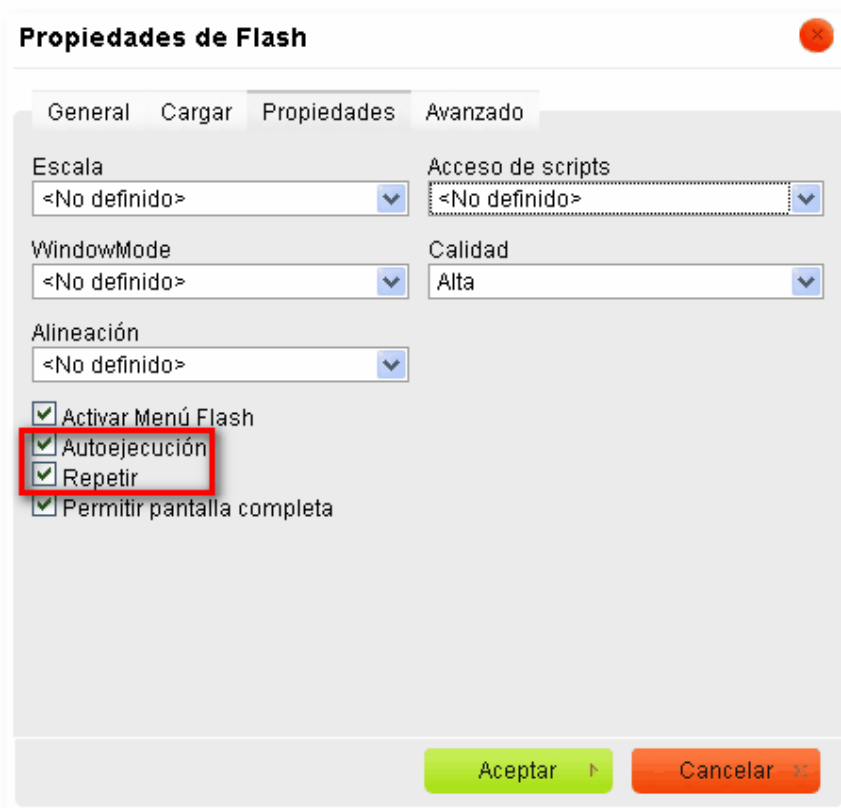 Propiedades de Flash
General Cargar Propiedades Avanzado
Escala
<No definido>
Acceso de scripts
<No definido>
WindowMode
<No definido>
Calidad
Alta
Alineación
<No definido>
Activar Menú Flash
Autoejecución
Repetir
Permitir pantalla completa
Aceptar Cancelar